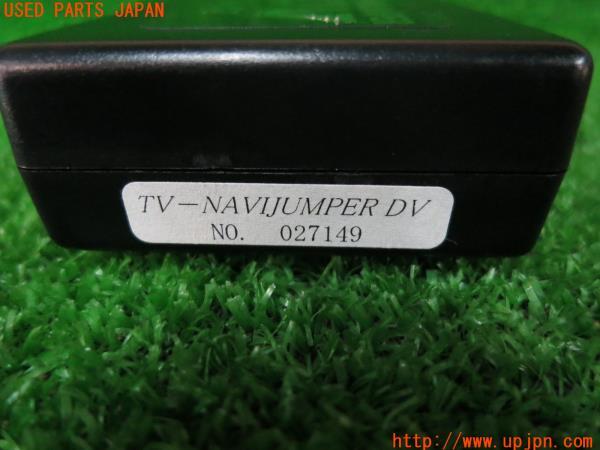 USED PARTS JAPAN
TV－NAVIJUMPER DV
NO. 027149
http://www.upjpn.com/